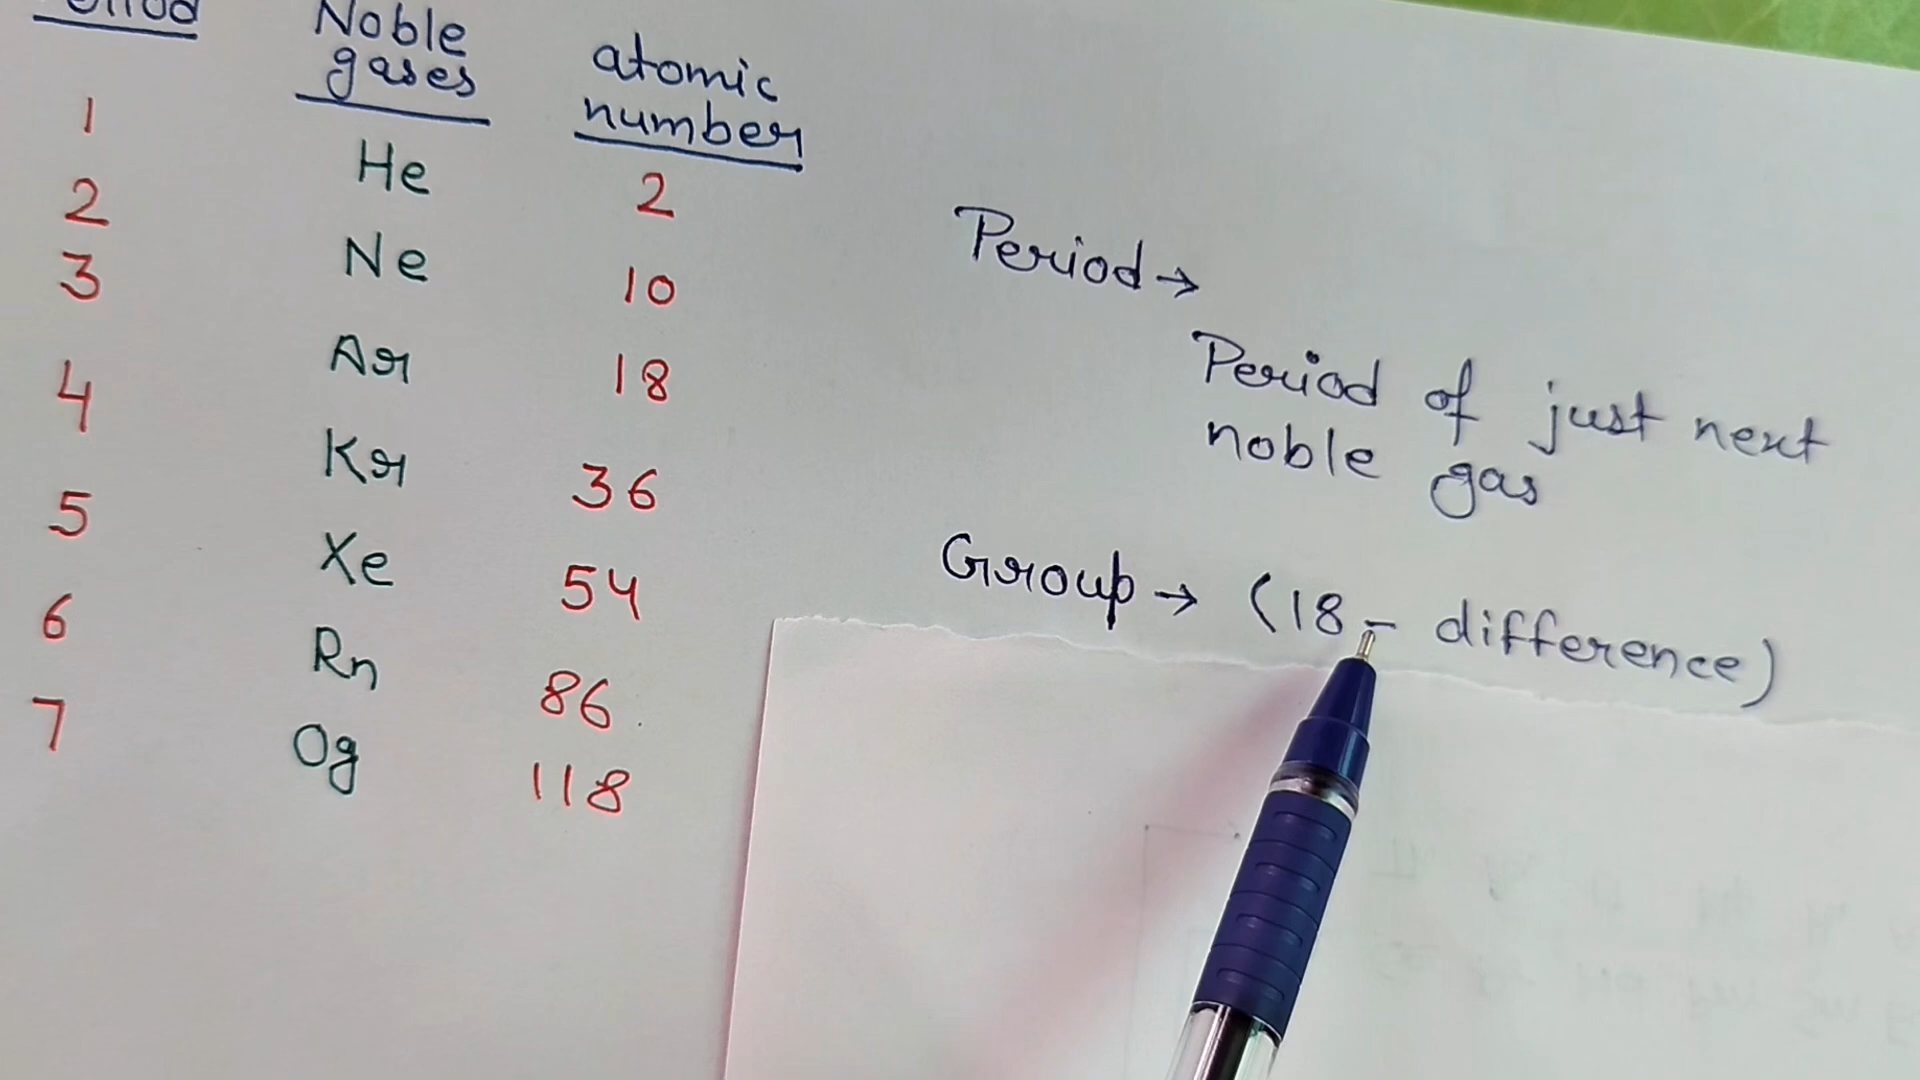 Period
Noble
gases
atomic
number
1 He 2
2 Ne 10
3 Ar 18
4 Kr 36
5 Xe 54
6 Rn 86
7 Og 118
Period →
Period of just next
noble gas
Group → (18 - difference)